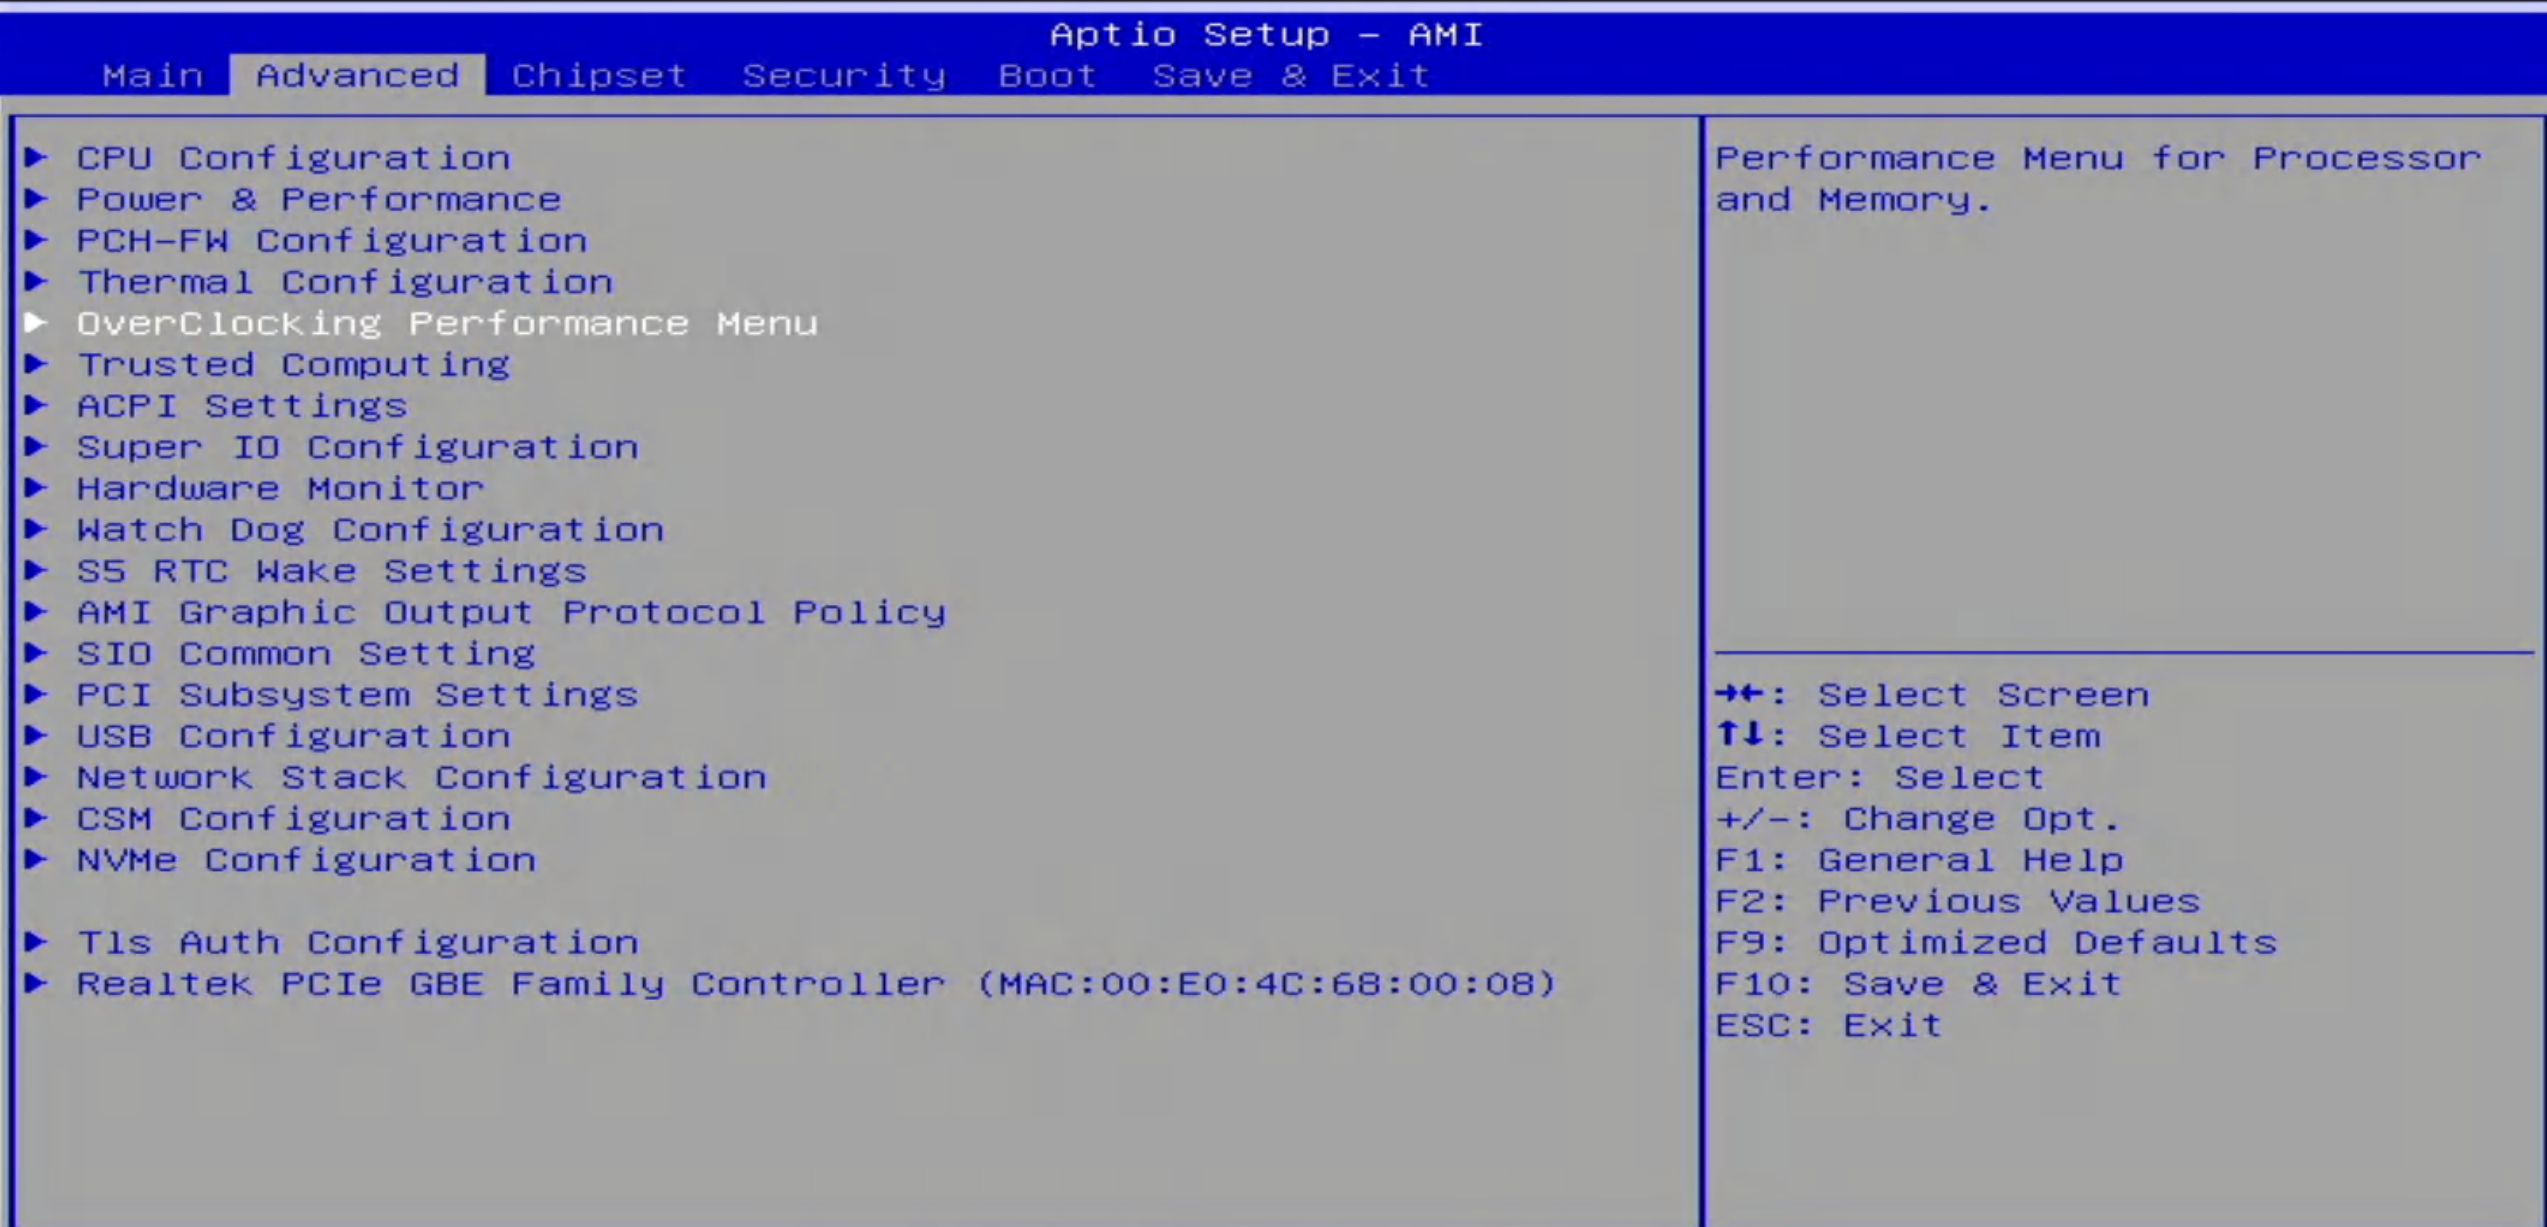 Aptio Setup – AMI
Main Advanced Chipset Security Boot Save & Exit
► CPU Configuration
► Power & Performance
► PCH-FW Configuration
► Thermal Configuration
► OverClocking Performance Menu
► Trusted Computing
► ACPI Settings
► Super IO Configuration
► Hardware Monitor
► Watch Dog Configuration
► S5 RTC Wake Settings
► AMI Graphic Output Protocol Policy
► SIO Common Setting
► PCI Subsystem Settings
► USB Configuration
► Network Stack Configuration
► CSM Configuration
► NVMe Configuration
► Tls Auth Configuration
► Realtek PCIe GBE Family Controller (MAC:00:E0:4C:68:00:08)
Performance Menu for Processor
and Memory.
→←: Select Screen
↑↓: Select Item
Enter: Select
+/-: Change Opt.
F1: General Help
F2: Previous Values
F9: Optimized Defaults
F10: Save & Exit
ESC: Exit